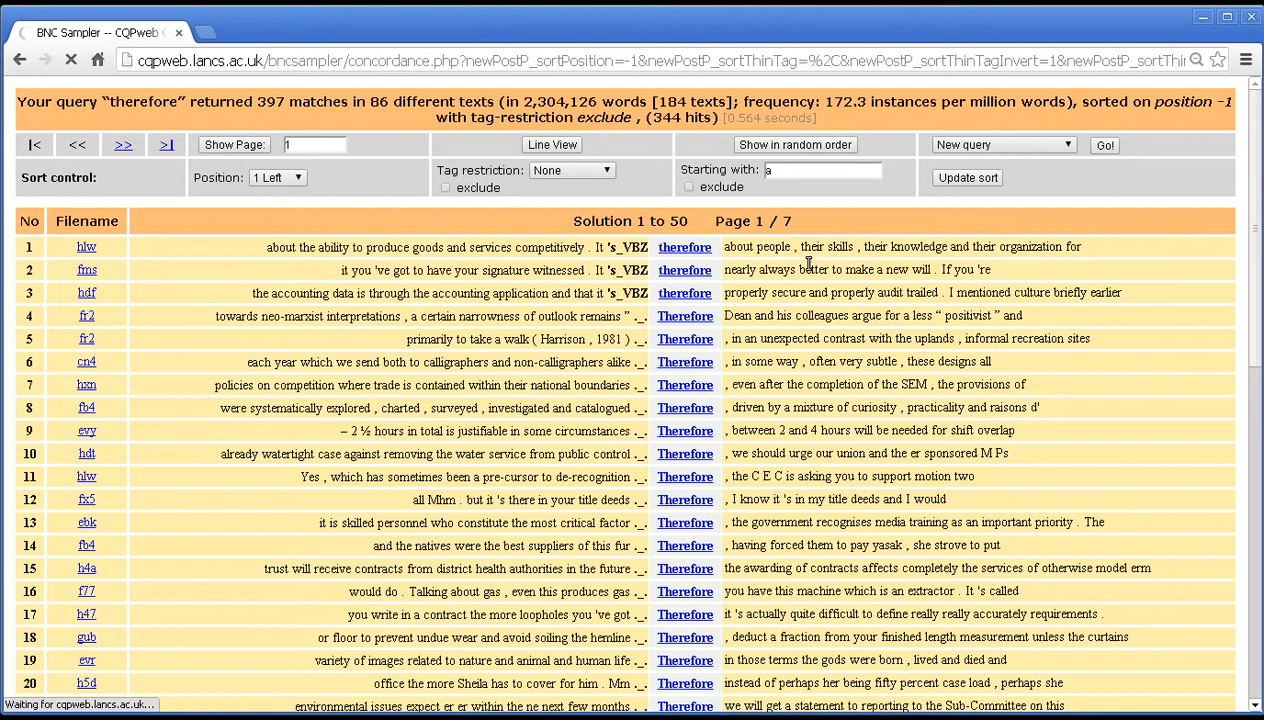 BNC Sampler -- CQPweb
cqpweb.lancs.ac.uk/bncsampler/concordance.php?newPostP_sortPosition=-1&newPostP_sortThinTag=%2C&newPostP_sortThinTagInvert=1&newPostP_sortThir
Your query “therefore” returned 397 matches in 86 different texts (in 2,304,126 words [184 texts]; frequency: 172.3 instances per million words), sorted on position -1
with tag-restriction exclude , (344 hits) [0.564 seconds]
|< << >> >| Show Page: 1 Line View Show in random order New query Go!
Sort control: Position: 1 Left Tag restriction: None exclude Starting with: a exclude Update sort
No Filename Solution 1 to 50 Page 1 / 7
1 hlw about the ability to produce goods and services competitively . It 's_VBZ therefore about people , their skills , their knowledge and their organization for
2 fms it you 've got to have your signature witnessed . It 's_VBZ therefore nearly always better to make a new will . If you 're
3 hdf the accounting data is through the accounting application and that it 's_VBZ therefore properly secure and properly audit trailed . I mentioned culture briefly earlier
4 fr2 towards neo-marxist interpretations , a certain narrowness of outlook remains ” ._. Therefore Dean and his colleagues argue for a less “ positivist ” and
5 fr2 primarily to take a walk ( Harrison , 1981 ) ._. Therefore , in an unexpected contrast with the uplands , informal recreation sites
6 cn4 each year which we send both to calligraphers and non-calligraphers alike ._. Therefore , in some way , often very subtle , these designs all
7 hxn policies on competition where trade is contained within their national boundaries ._. Therefore , even after the completion of the SEM , the provisions of
8 fb4 were systematically explored , charted , surveyed , investigated and catalogued ._. Therefore , driven by a mixture of curiosity , practicality and raisons d'
9 evy – 2 ½ hours in total is justifiable in some circumstances ._. Therefore , between 2 and 4 hours will be needed for shift overlap
10 hdt already watertight case against removing the water service from public control ._. Therefore , we should urge our union and the er sponsored M Ps
11 hlw Yes , which has sometimes been a pre-cursor to de-recognition ._. Therefore , the C E C is asking you to support motion two
12 fx5 all Mhm . but it 's there in your title deeds ._. Therefore , I know it 's in my title deeds and I would
13 ebk it is skilled personnel who constitute the most critical factor ._. Therefore , the government recognises media training as an important priority . The
14 fb4 and the natives were the best suppliers of this fur ._. Therefore , having forced them to pay yasak , she strove to put
15 h4a trust will receive contracts from district health authorities in the future ._. Therefore the awarding of contracts affects completely the services of otherwise model erm
16 f77 would do . Talking about gas , even this produces gas ._. Therefore you have this machine which is an extractor . It 's called
17 h47 you write in a contract the more loopholes you 've got ._. Therefore it 's actually quite difficult to define really really accurately requirements .
18 gub or floor to prevent undue wear and avoid soiling the hemline ._. Therefore , deduct a fraction from your finished length measurement unless the curtains
19 evr variety of images related to nature and animal and human life ._. Therefore in those terms the gods were born , lived and died and
20 h5d office the more Sheila has to cover for him . Mm ._. Therefore instead of perhaps her being fifty percent case load , perhaps she
environmental issues expect er er within the ne next few months ._. Therefore we will get a statement to reporting to the Sub-Committee on this
Waiting for cqpweb.lancs.ac.uk...